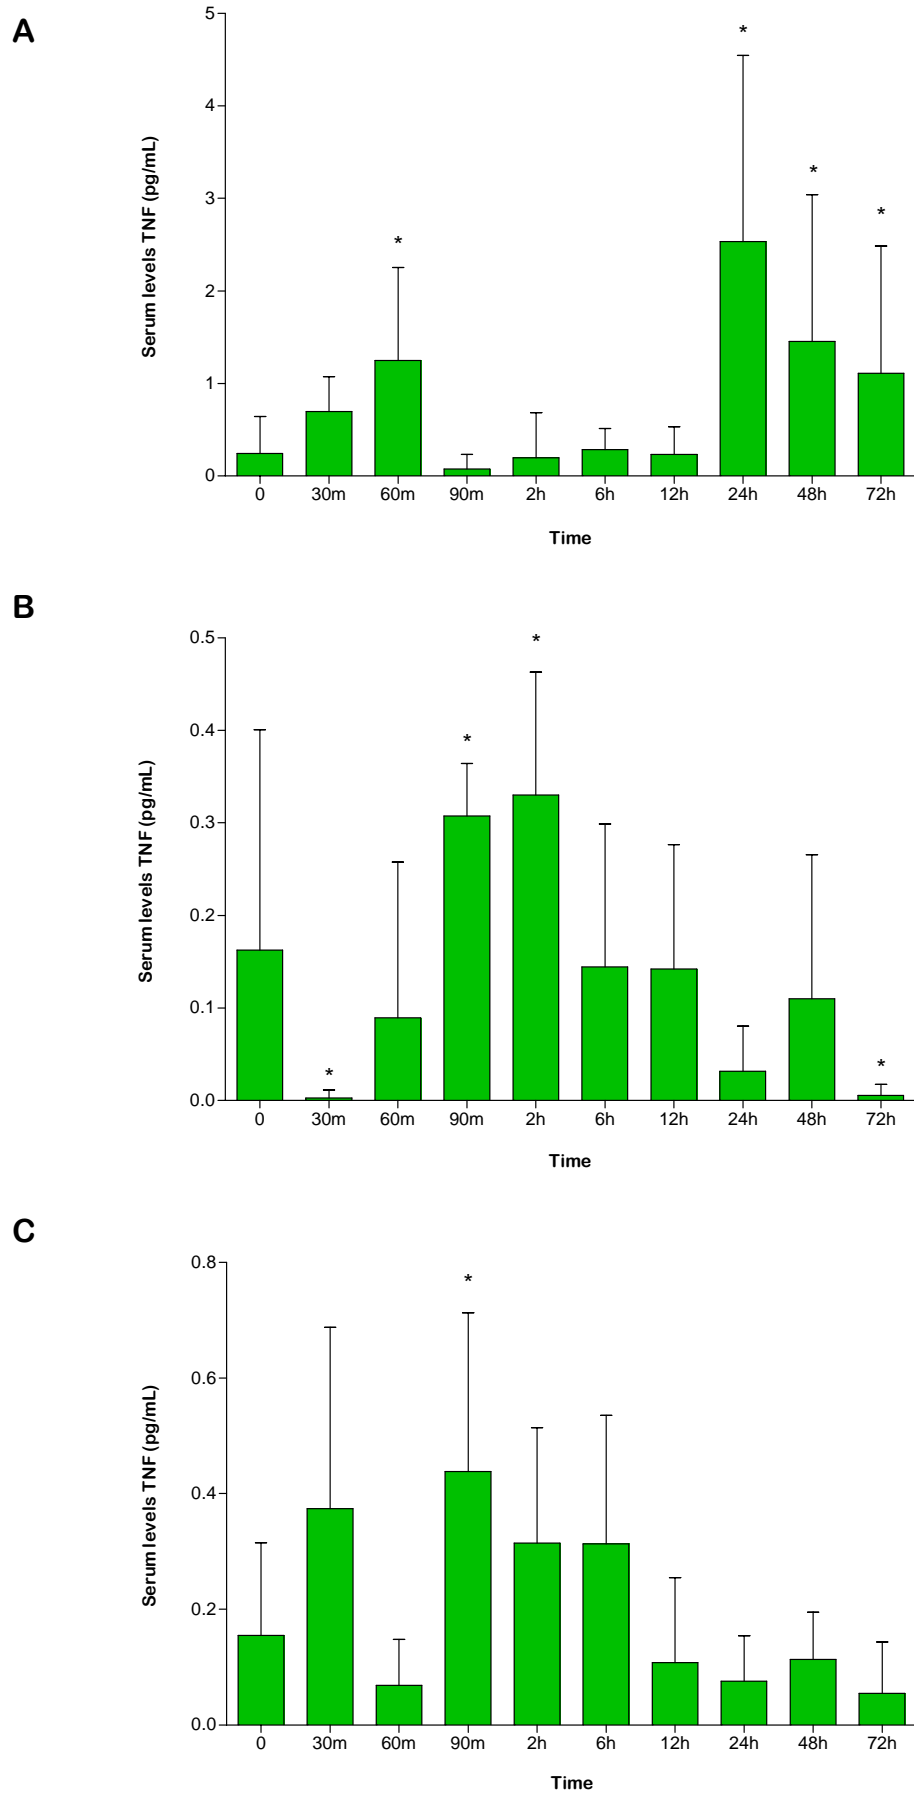 A
Serum levels TNF (pg/mL)
5
4
3
2
1
0
* * * *
0 30m 60m 90m 2h 6h 12h 24h 48h 72h
Time
B
Serum levels TNF (pg/mL)
0.5
0.4
0.3
0.2
0.1
0.0
* * * *
0 30m 60m 90m 2h 6h 12h 24h 48h 72h
Time
C
Serum levels TNF (pg/mL)
0.8
0.6
0.4
0.2
0.0
*
0 30m 60m 90m 2h 6h 12h 24h 48h 72h
Time